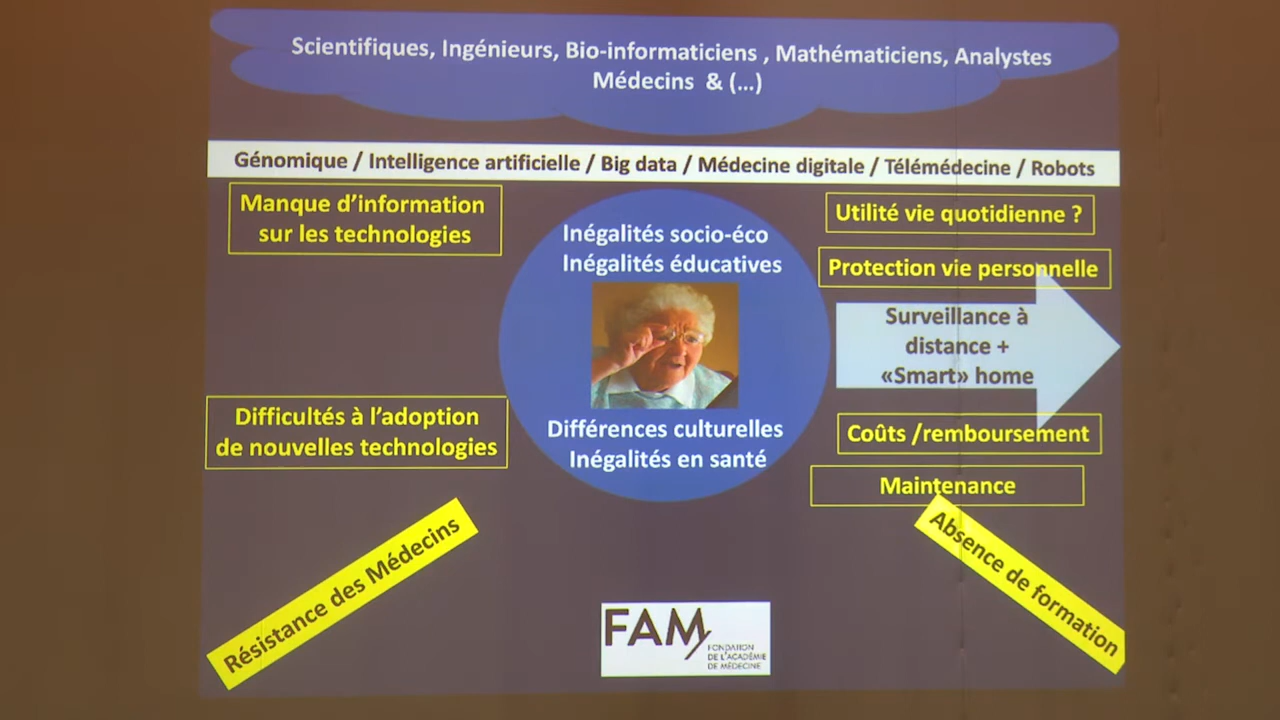 Scientifiques, Ingénieurs, Bio-informaticiens , Mathématiciens, Analystes
Médecins & (...)
Génomique / Intelligence artificielle / Big data / Médecine digitale / Télémédecine / Robots
Manque d’information
sur les technologies
Inégalités socio-éco
Inégalités éducatives
Utilité vie quotidienne ?
Protection vie personnelle
Surveillance à
distance +
«Smart» home
Difficultés à l’adoption
de nouvelles technologies
Différences culturelles
Inégalités en santé
Coûts /remboursement
Maintenance
Résistance des Médecins
Absence de formation
FAM
FONDATION
DE L'ACADÉMIE
DE MÉDECINE